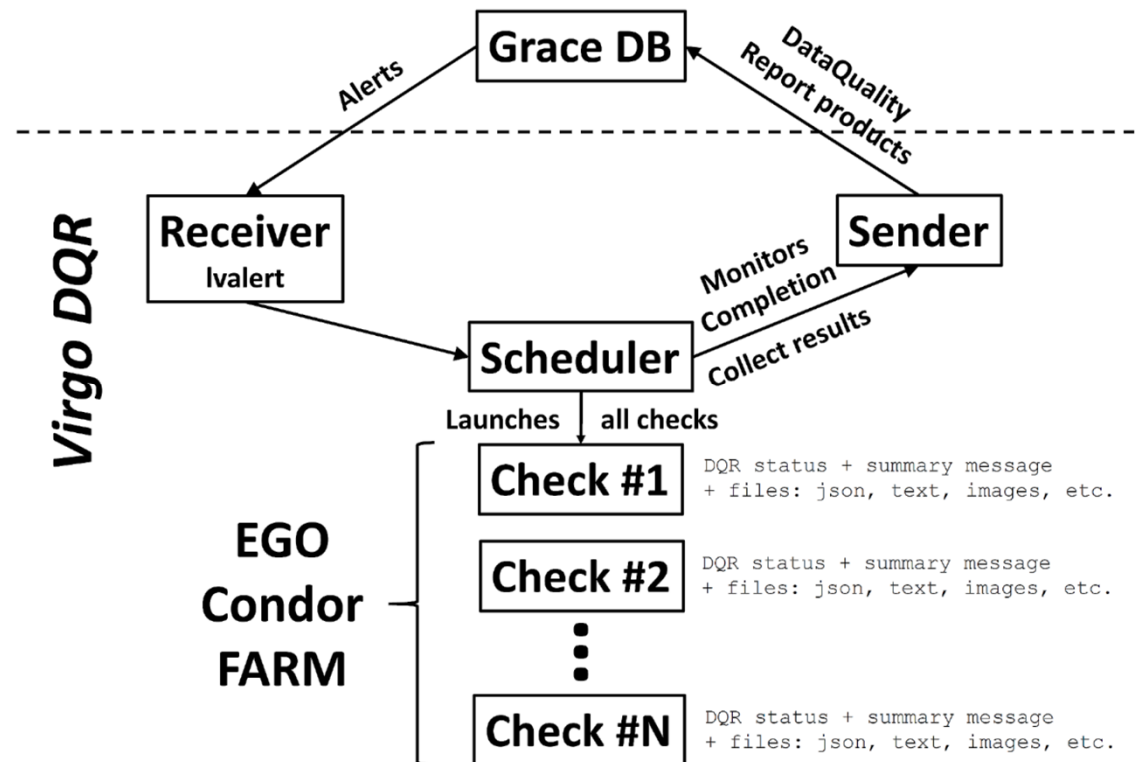 Grace DB
Alerts
DataQuality
Report products
Virgo DQR
Receiver
lvalert
Sender
Monitors
Completion
Collect results
Scheduler
Launches all checks
Check #1
DQR status + summary message
+ files: json, text, images, etc.
EGO
Condor
FARM
Check #2
DQR status + summary message
+ files: json, text, images, etc.
Check #N
DQR status + summary message
+ files: json, text, images, etc.